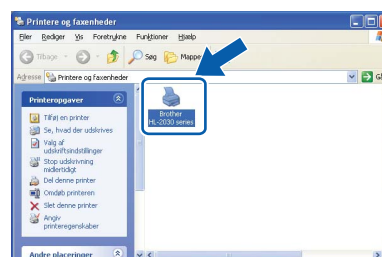 Printere og faxenheder
Filer Rediger Vis Foretrukne Funktioner Hjælp
Tilbage Søg Mappe
Adresse Printere og faxenheder
Printeropgaver
Tilføj en printer
Se, hvad der udskrives
Valg af
udskriftsindstillinger
Stop udskrivning
midlertidigt
Del denne printer
Omdøb printeren
Slet denne printer
Angiv
printeregenskaber
Andre placeringer
Brother
HL-2030 series